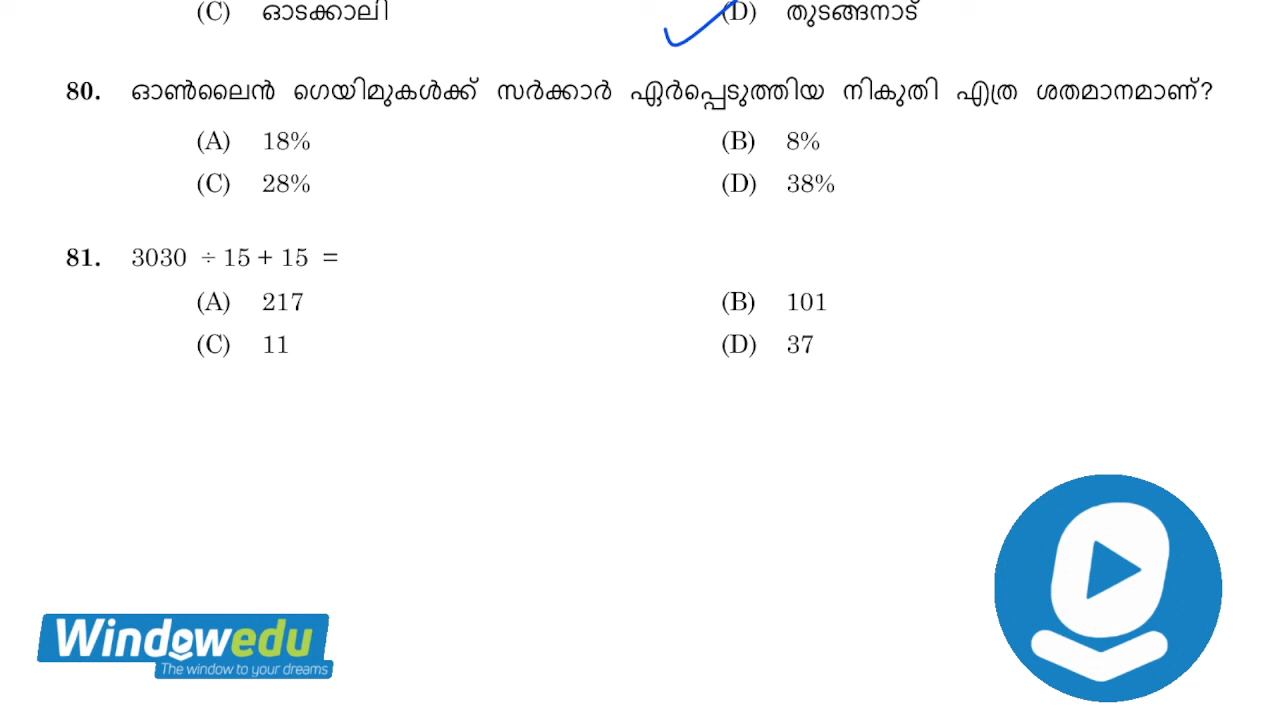 (C) ഓടക്കാലി (D) തുടങ്ങനാട്
80. ഓൺലൈൻ ഗെയിമുകൾക്ക് സർക്കാർ ഏർപ്പെടുത്തിയ നികുതി എത്ര ശതമാനമാണ്?
(A) 18% (B) 8%
(C) 28% (D) 38%
81. 3030 ÷ 15 + 15 =
(A) 217 (B) 101
(C) 11 (D) 37
Windowedu
The window to your dreams